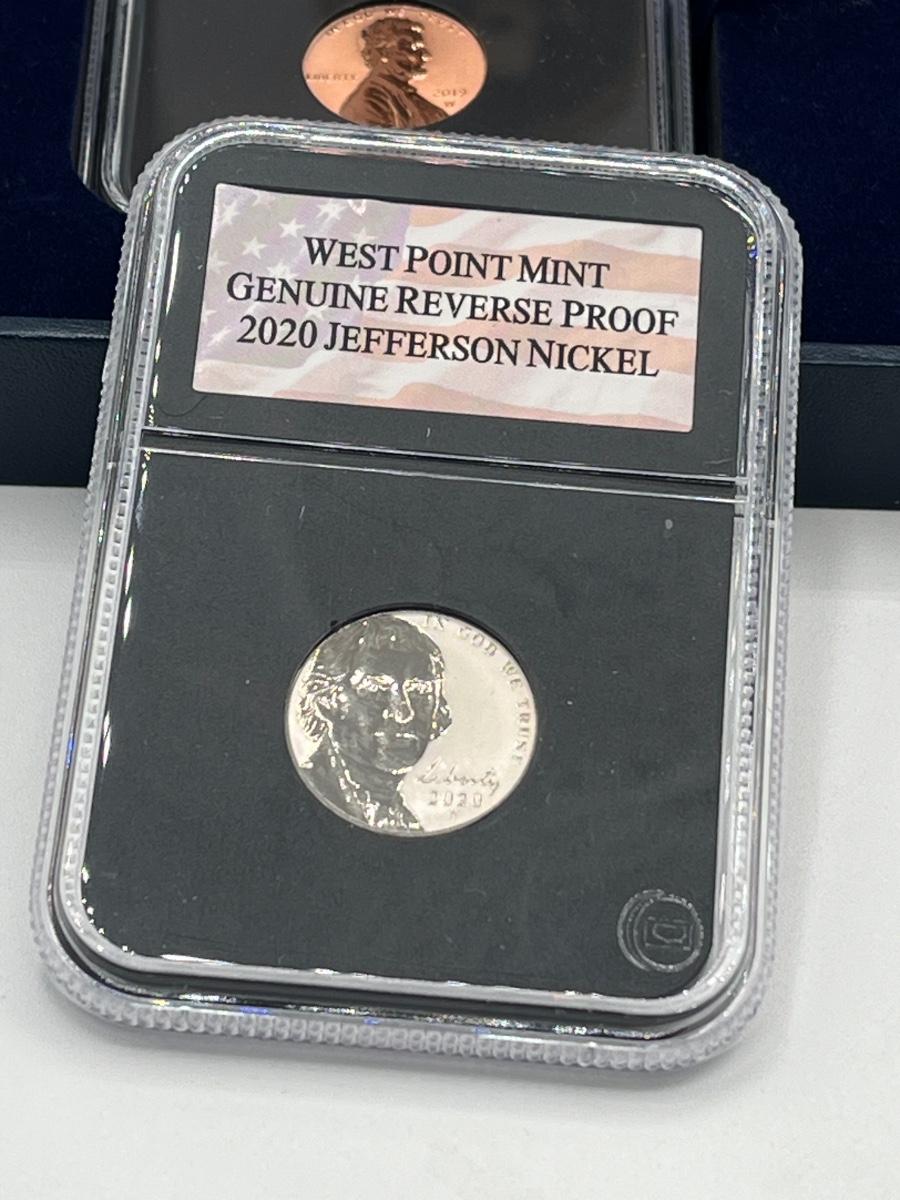 LIBERTY
2019
W
WEST POINT MINT
GENUINE REVERSE PROOF
2020 JEFFERSON NICKEL
IN GOD WE TRUST
Liberty
2020